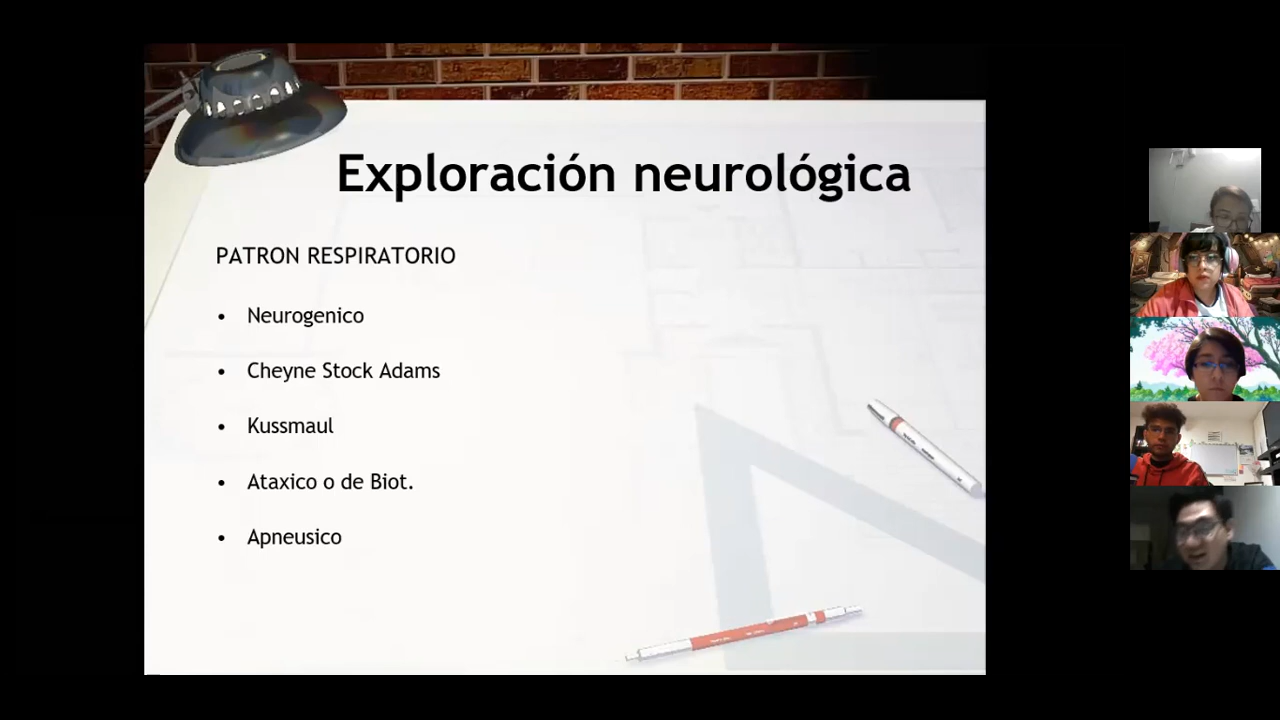 Exploración neurológica
PATRON RESPIRATORIO
• Neurogenico
• Cheyne Stock Adams
• Kussmaul
• Ataxico o de Biot.
• Apneusico